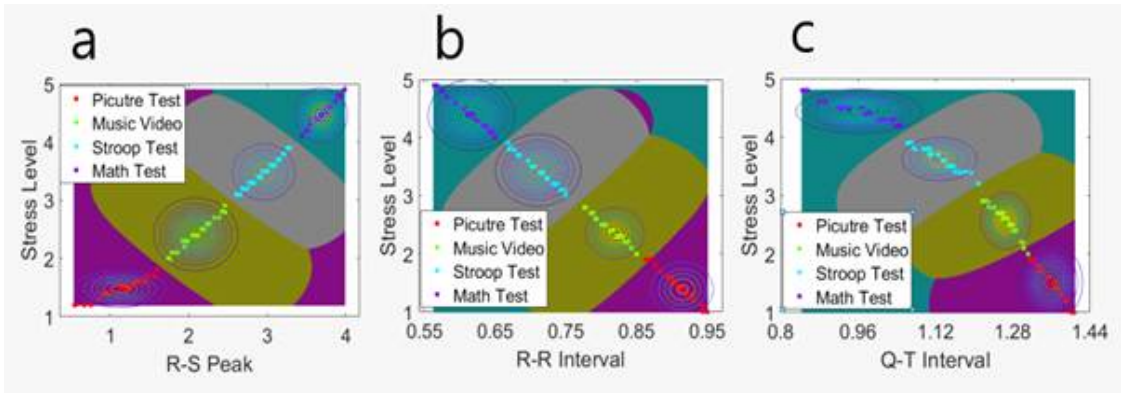 a
5
4
3
2
1
Stress Level
Picutre Test
Music Video
Stroop Test
Math Test
1
2
3
4
R-S Peak
b
5
4
3
2
1
Stress Level
Picutre Test
Music Video
Stroop Test
Math Test
0.55
0.65
0.75
0.85
0.95
R-R Interval
c
5
4
3
2
1
Stress Level
Picutre Test
Music Video
Stroop Test
Math Test
0.8
0.96
1.12
1.28
1.44
Q-T Interval